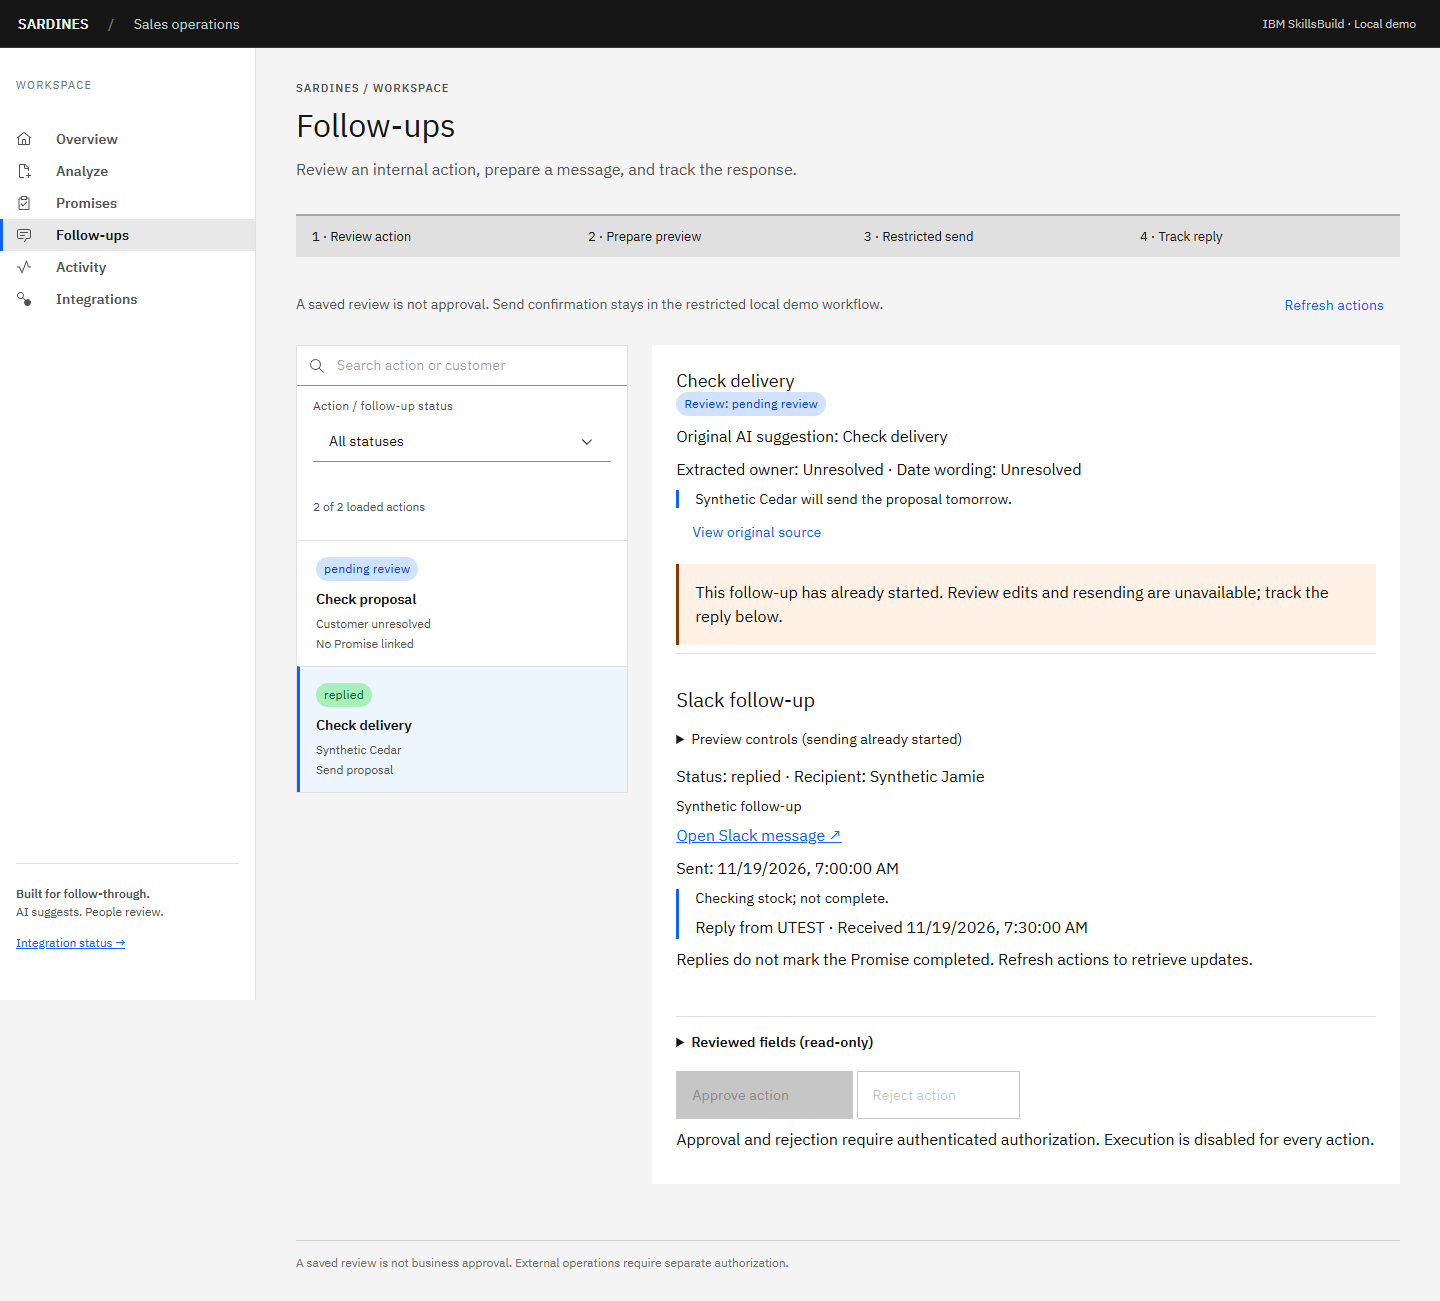 SARDINES / Sales operations
IBM SkillsBuild · Local demo
WORKSPACE
Overview
Analyze
Promises
Follow-ups
Activity
Integrations
Built for follow-through.
AI suggests. People review.
Integration status →
SARDINES / WORKSPACE
Follow-ups
Review an internal action, prepare a message, and track the response.
1 · Review action
2 · Prepare preview
3 · Restricted send
4 · Track reply
A saved review is not approval. Send confirmation stays in the restricted local demo workflow.
Refresh actions
Search action or customer
Action / follow-up status
All statuses
2 of 2 loaded actions
pending review
Check proposal
Customer unresolved
No Promise linked
replied
Check delivery
Synthetic Cedar
Send proposal
Check delivery
Review: pending review
Original AI suggestion: Check delivery
Extracted owner: Unresolved · Date wording: Unresolved
Synthetic Cedar will send the proposal tomorrow.
View original source
This follow-up has already started. Review edits and resending are unavailable; track the
reply below.
Slack follow-up
Preview controls (sending already started)
Status: replied · Recipient: Synthetic Jamie
Synthetic follow-up
Open Slack message ↗
Sent: 11/19/2026, 7:00:00 AM
Checking stock; not complete.
Reply from UTEST · Received 11/19/2026, 7:30:00 AM
Replies do not mark the Promise completed. Refresh actions to retrieve updates.
Reviewed fields (read-only)
Approve action
Reject action
Approval and rejection require authenticated authorization. Execution is disabled for every action.
A saved review is not business approval. External operations require separate authorization.